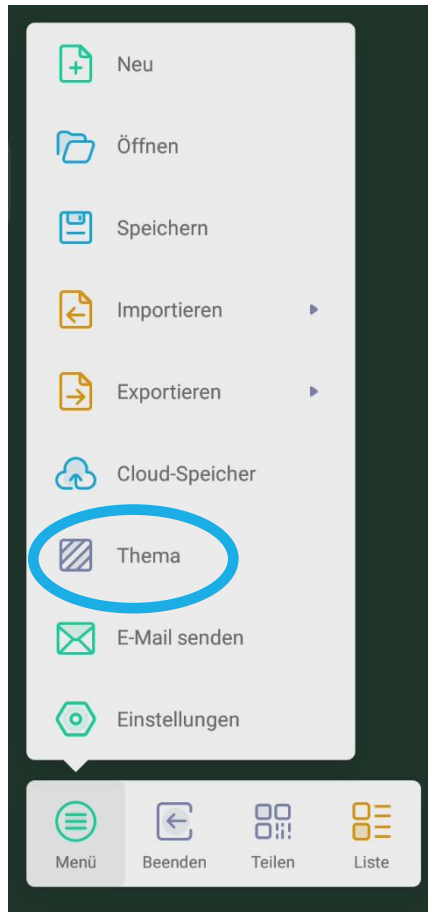 Neu
Öffnen
Speichern
Importieren
Exportieren
Cloud-Speicher
Thema
E-Mail senden
Einstellungen
Menü Beenden Teilen Liste